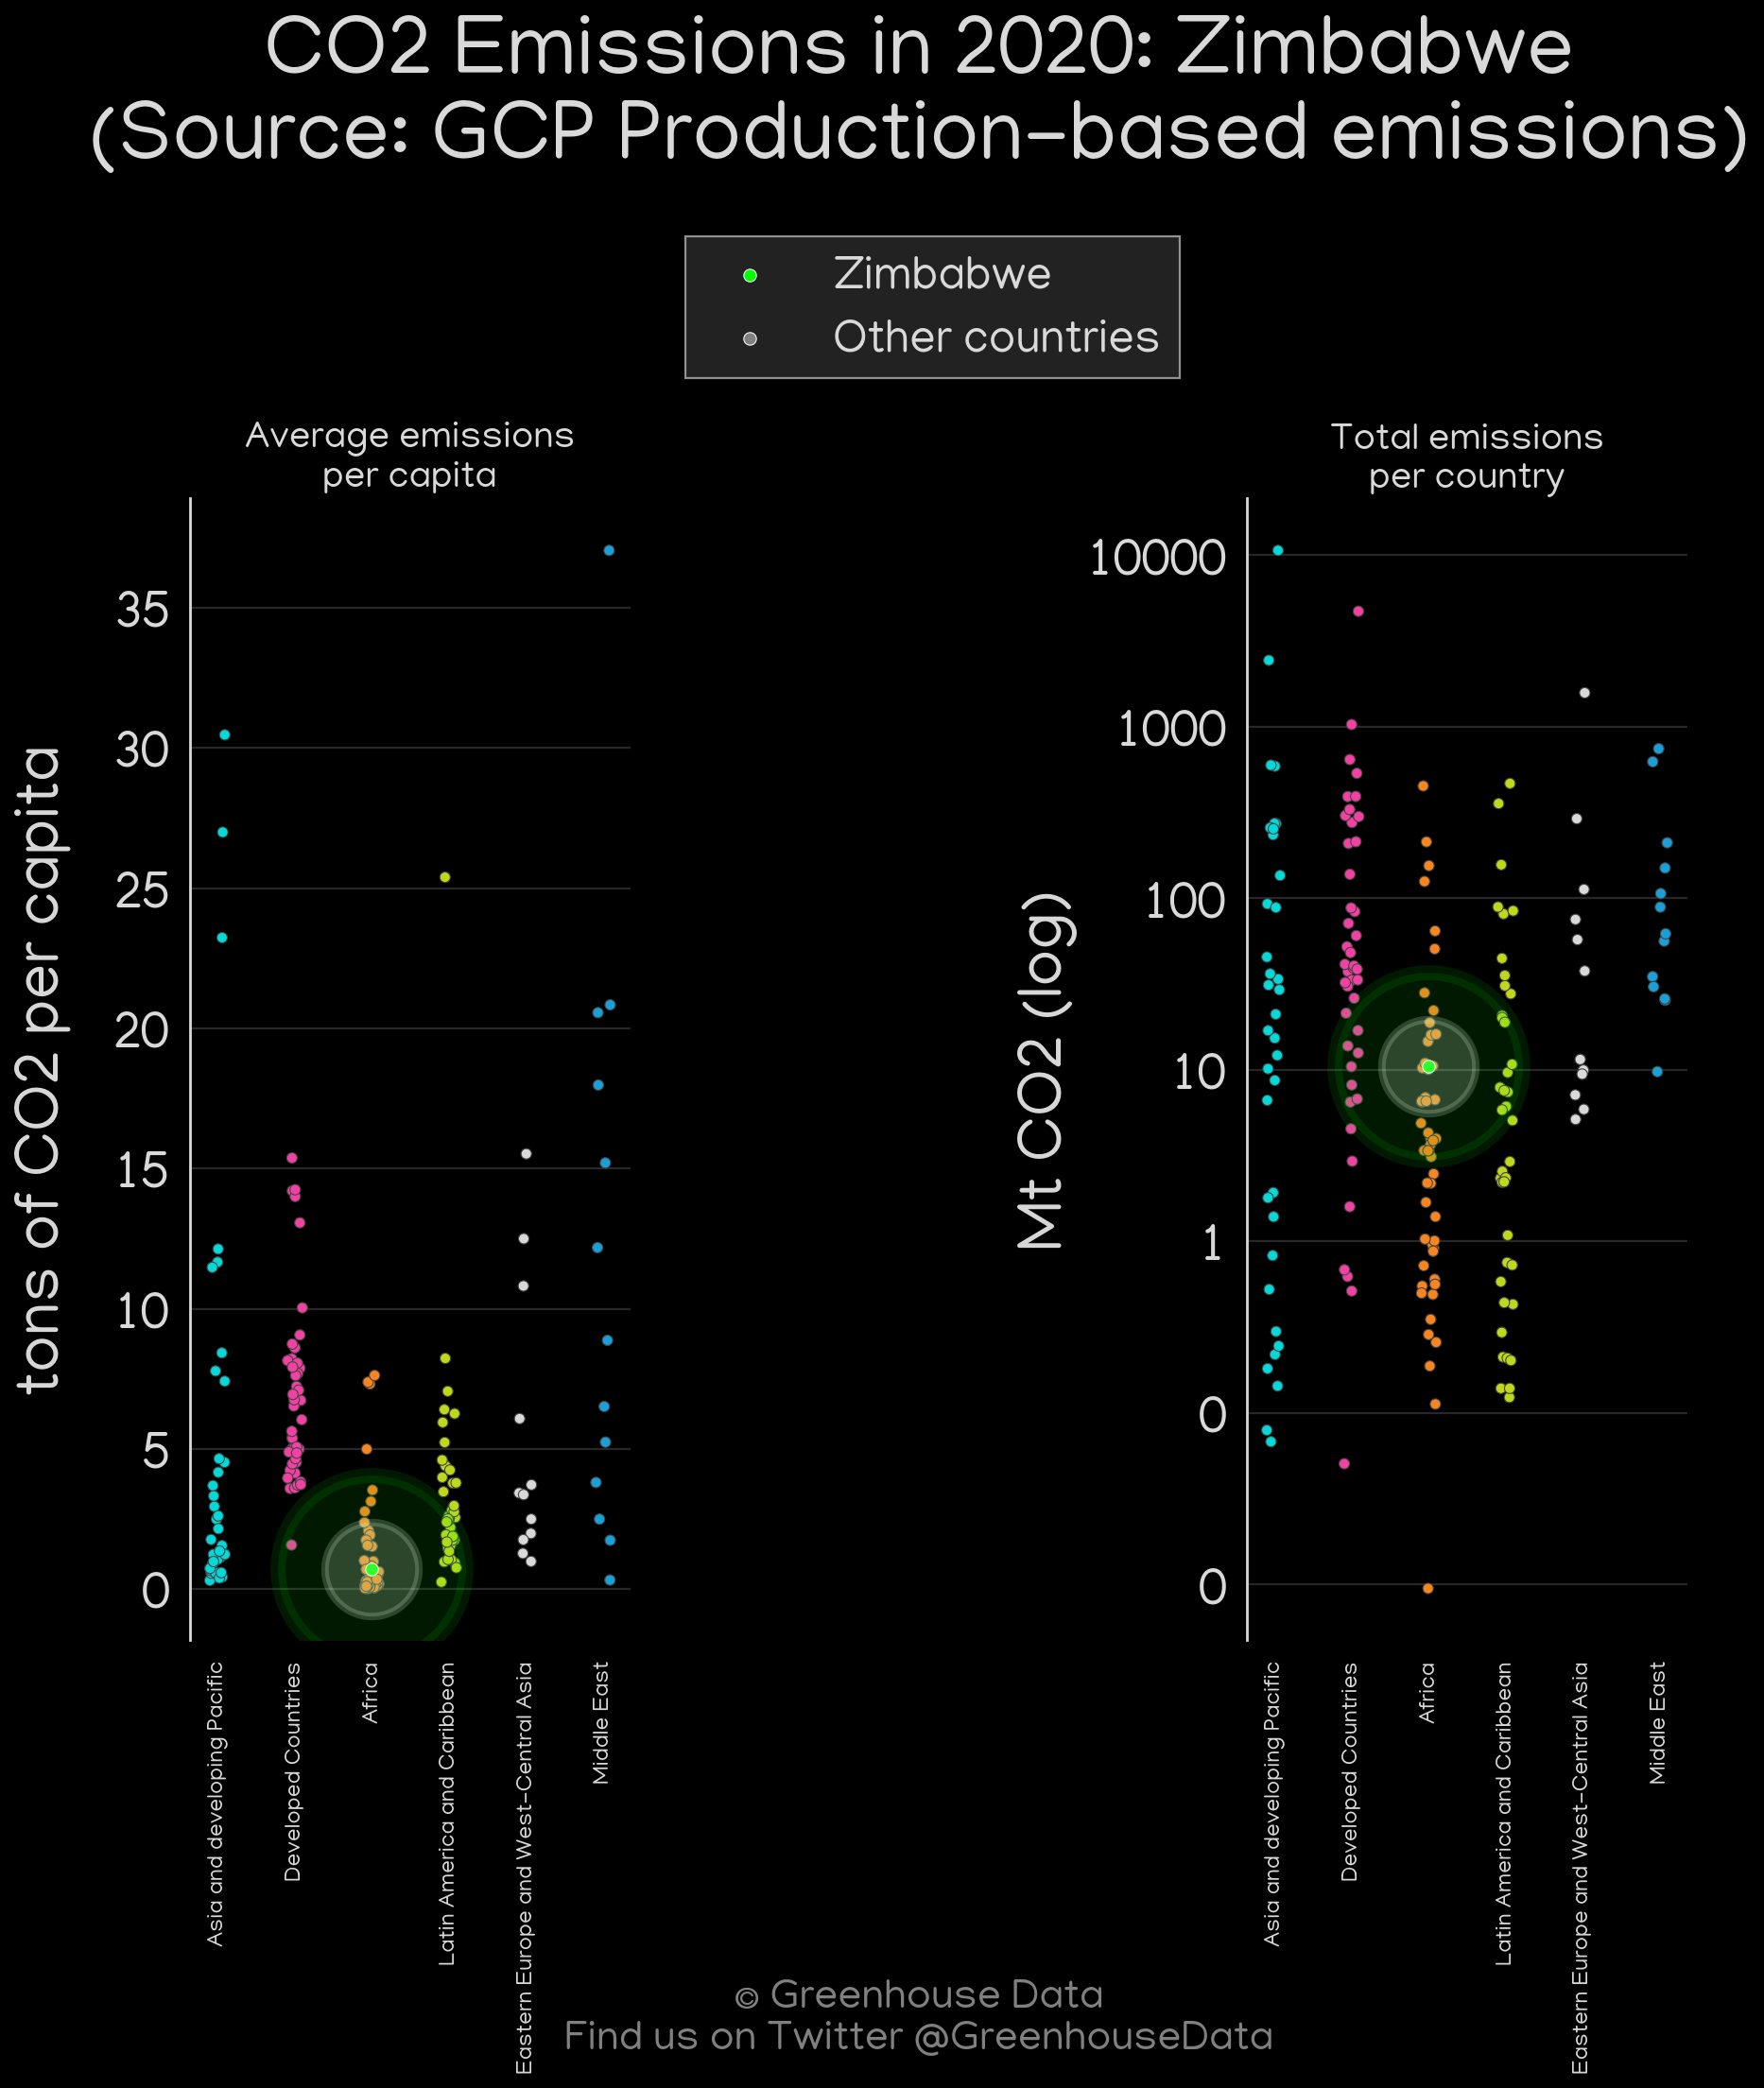 CO2 Emissions in 2020: Zimbabwe
(Source: GCP Production-based emissions)
Zimbabwe
Other countries
Average emissions
per capita
tons of CO2 per capita
35
30
25
20
15
10
5
0
Asia and developing Pacific
Developed Countries
Africa
Latin America and Caribbean
Eastern Europe and West-Central Asia
Middle East
Total emissions
per country
Mt CO2 (log)
10000
1000
100
10
1
0
0
Asia and developing Pacific
Developed Countries
Africa
Latin America and Caribbean
Eastern Europe and West-Central Asia
Middle East
© Greenhouse Data
Find us on Twitter @GreenhouseData